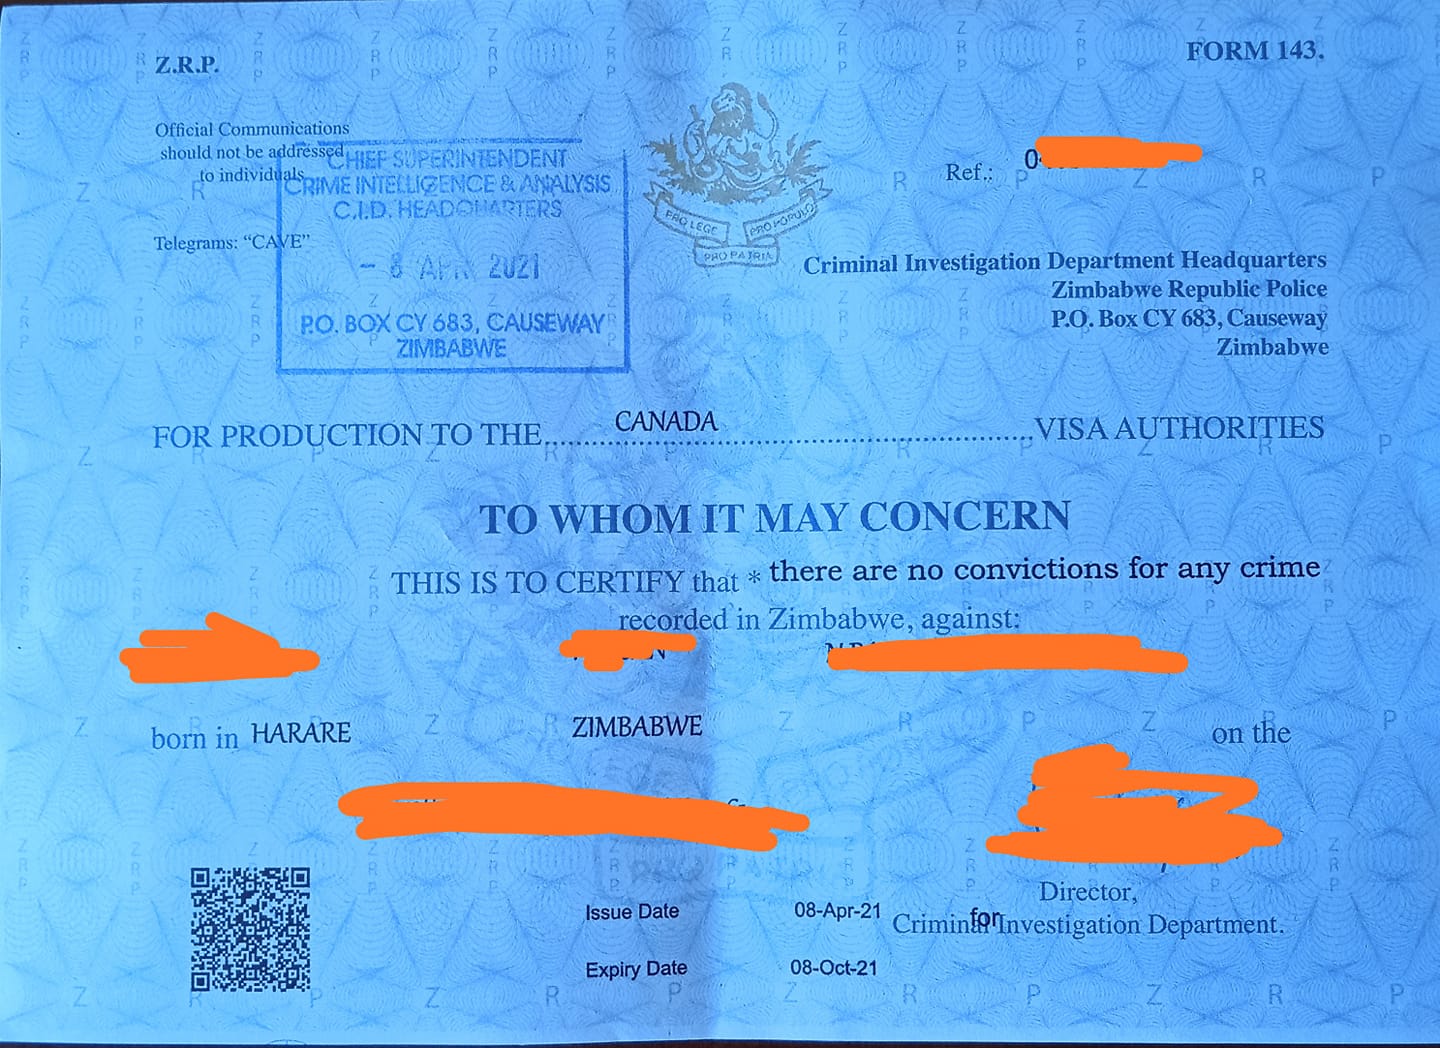 Z.R.P.
FORM 143.
Official Communications
should not be addressed
to individuals
Telegrams: "CAVE"
CHIEF SUPERINTENDENT
CRIME INTELLIGENCE & ANALYSIS
C.I.D. HEADQUARTERS
- 8 APR 2021
P.O. BOX CY 683, CAUSEWAY
ZIMBABWE
PRO LEGE
PRO PATRIA
PRO POPULO
Ref.: 0
Criminal Investigation Department Headquarters
Zimbabwe Republic Police
P.O. Box CY 683, Causeway
Zimbabwe
FOR PRODUCTION TO THE CANADA VISA AUTHORITIES
TO WHOM IT MAY CONCERN
THIS IS TO CERTIFY that * there are no convictions for any crime
recorded in Zimbabwe, against:
born in HARARE ZIMBABWE on the
Issue Date 08-Apr-21
Expiry Date 08-Oct-21
Director,
for
Criminal Investigation Department.